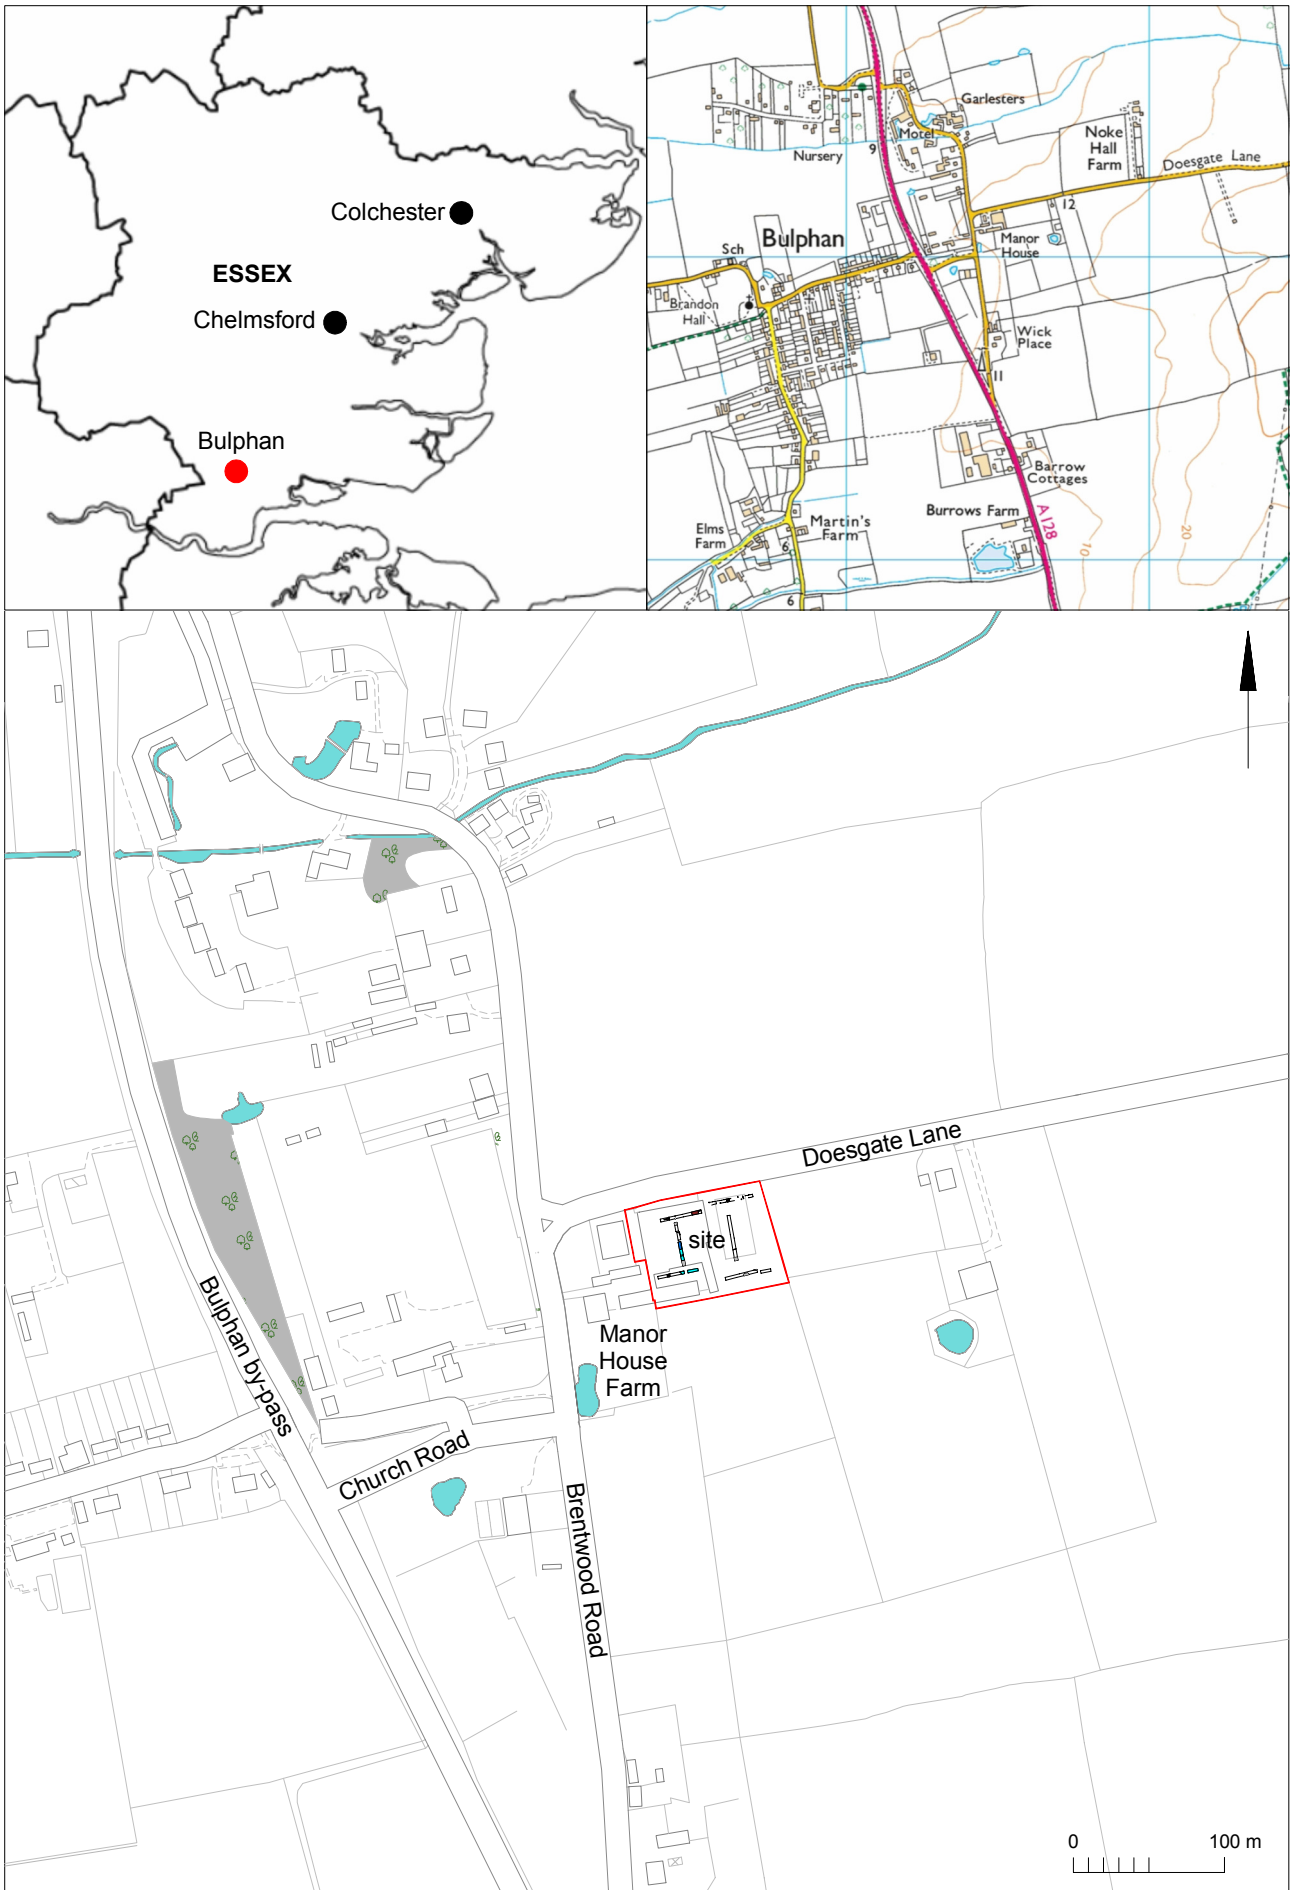 Colchester
ESSEX
Chelmsford
Bulphan
Garlesters
Motel
Noke
Hall
Farm
Nursery
9
Doesgate Lane
12
Bulphan
Sch
Manor
House
Brandon
Hall
Wick
Place
11
Barrow
Cottages
Burrows Farm
A128
Elms
Farm
Martin's
Farm
6
6
10
20
Doesgate Lane
site
Manor
House
Farm
Bulphan by-pass
Church Road
Brentwood Road
0
100 m